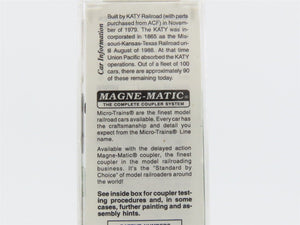 Car Information
Built by KATY Railroad (with parts
purchased from ACF) in Novem-
ber of 1979. The KATY was in-
corporated in 1865 as the Mis-
souri-Kansas-Texas Railroad un-
il August of 1988. At that time
Union Pacific absorbed the KATY
operations. Out of a fleet of 100
cars, there are approximately 90
of these remaining today.
MAGNE-MATIC®
THE COMPLETE COUPLER SYSTEM
Micro-Trains® are the finest model
railroad cars available. Every car has
the craftsmanship and detail you
expect from the Micro-Trains® Line
name.
Available with the delayed action
Magne-Matic® coupler, the finest
coupler in the model railroading
business. It's the "Standard by
Choice" of model railroaders around
the world!
See inside box for coupler test-
ing procedures and, in some
cases, further painting and as-
sembly hints.